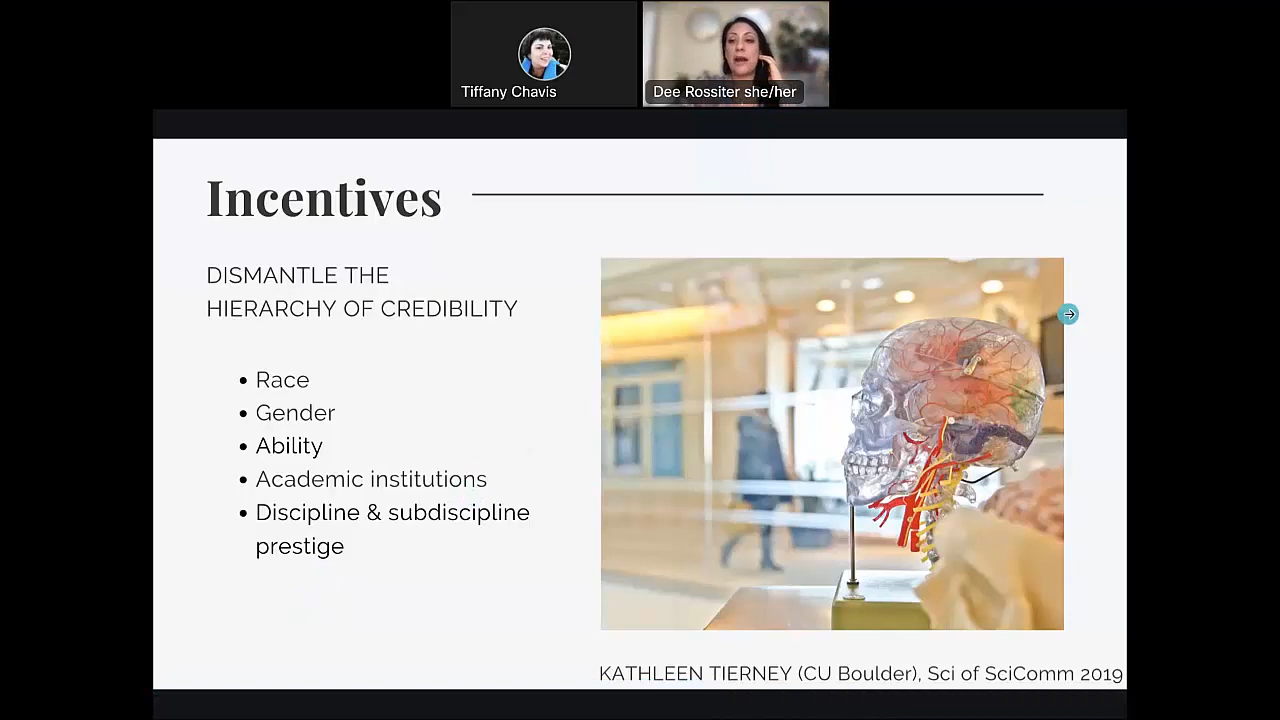 Tiffany Chavis
Dee Rossiter she/her
Incentives
DISMANTLE THE
HIERARCHY OF CREDIBILITY
• Race
• Gender
• Ability
• Academic institutions
• Discipline & subdiscipline
prestige
KATHLEEN TIERNEY (CU Boulder), Sci of SciComm 2019